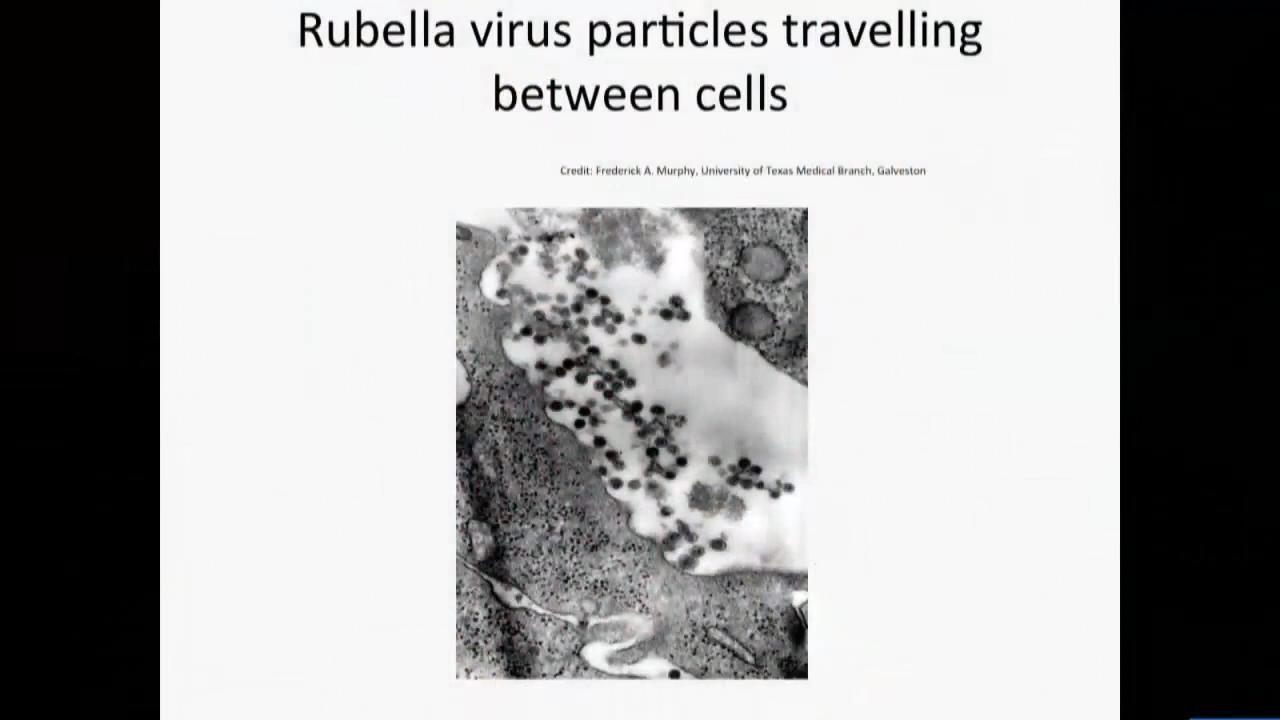 Rubella virus particles travelling
between cells
Credit: Frederick A. Murphy, University of Texas Medical Branch, Galveston